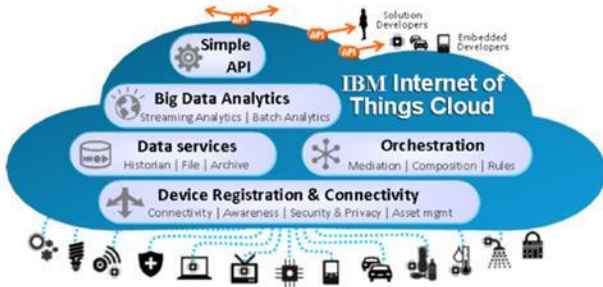 API
Solution
Developers
API
API
Embedded
Developers
Simple
API
IBM Internet of
Things Cloud
Big Data Analytics
Streaming Analytics | Batch Analytics
Data services
Historian | File | Archive
Orchestration
Mediation | Composition | Rules
Device Registration & Connectivity
Connectivity | Awareness | Security & Privacy | Asset mgmt